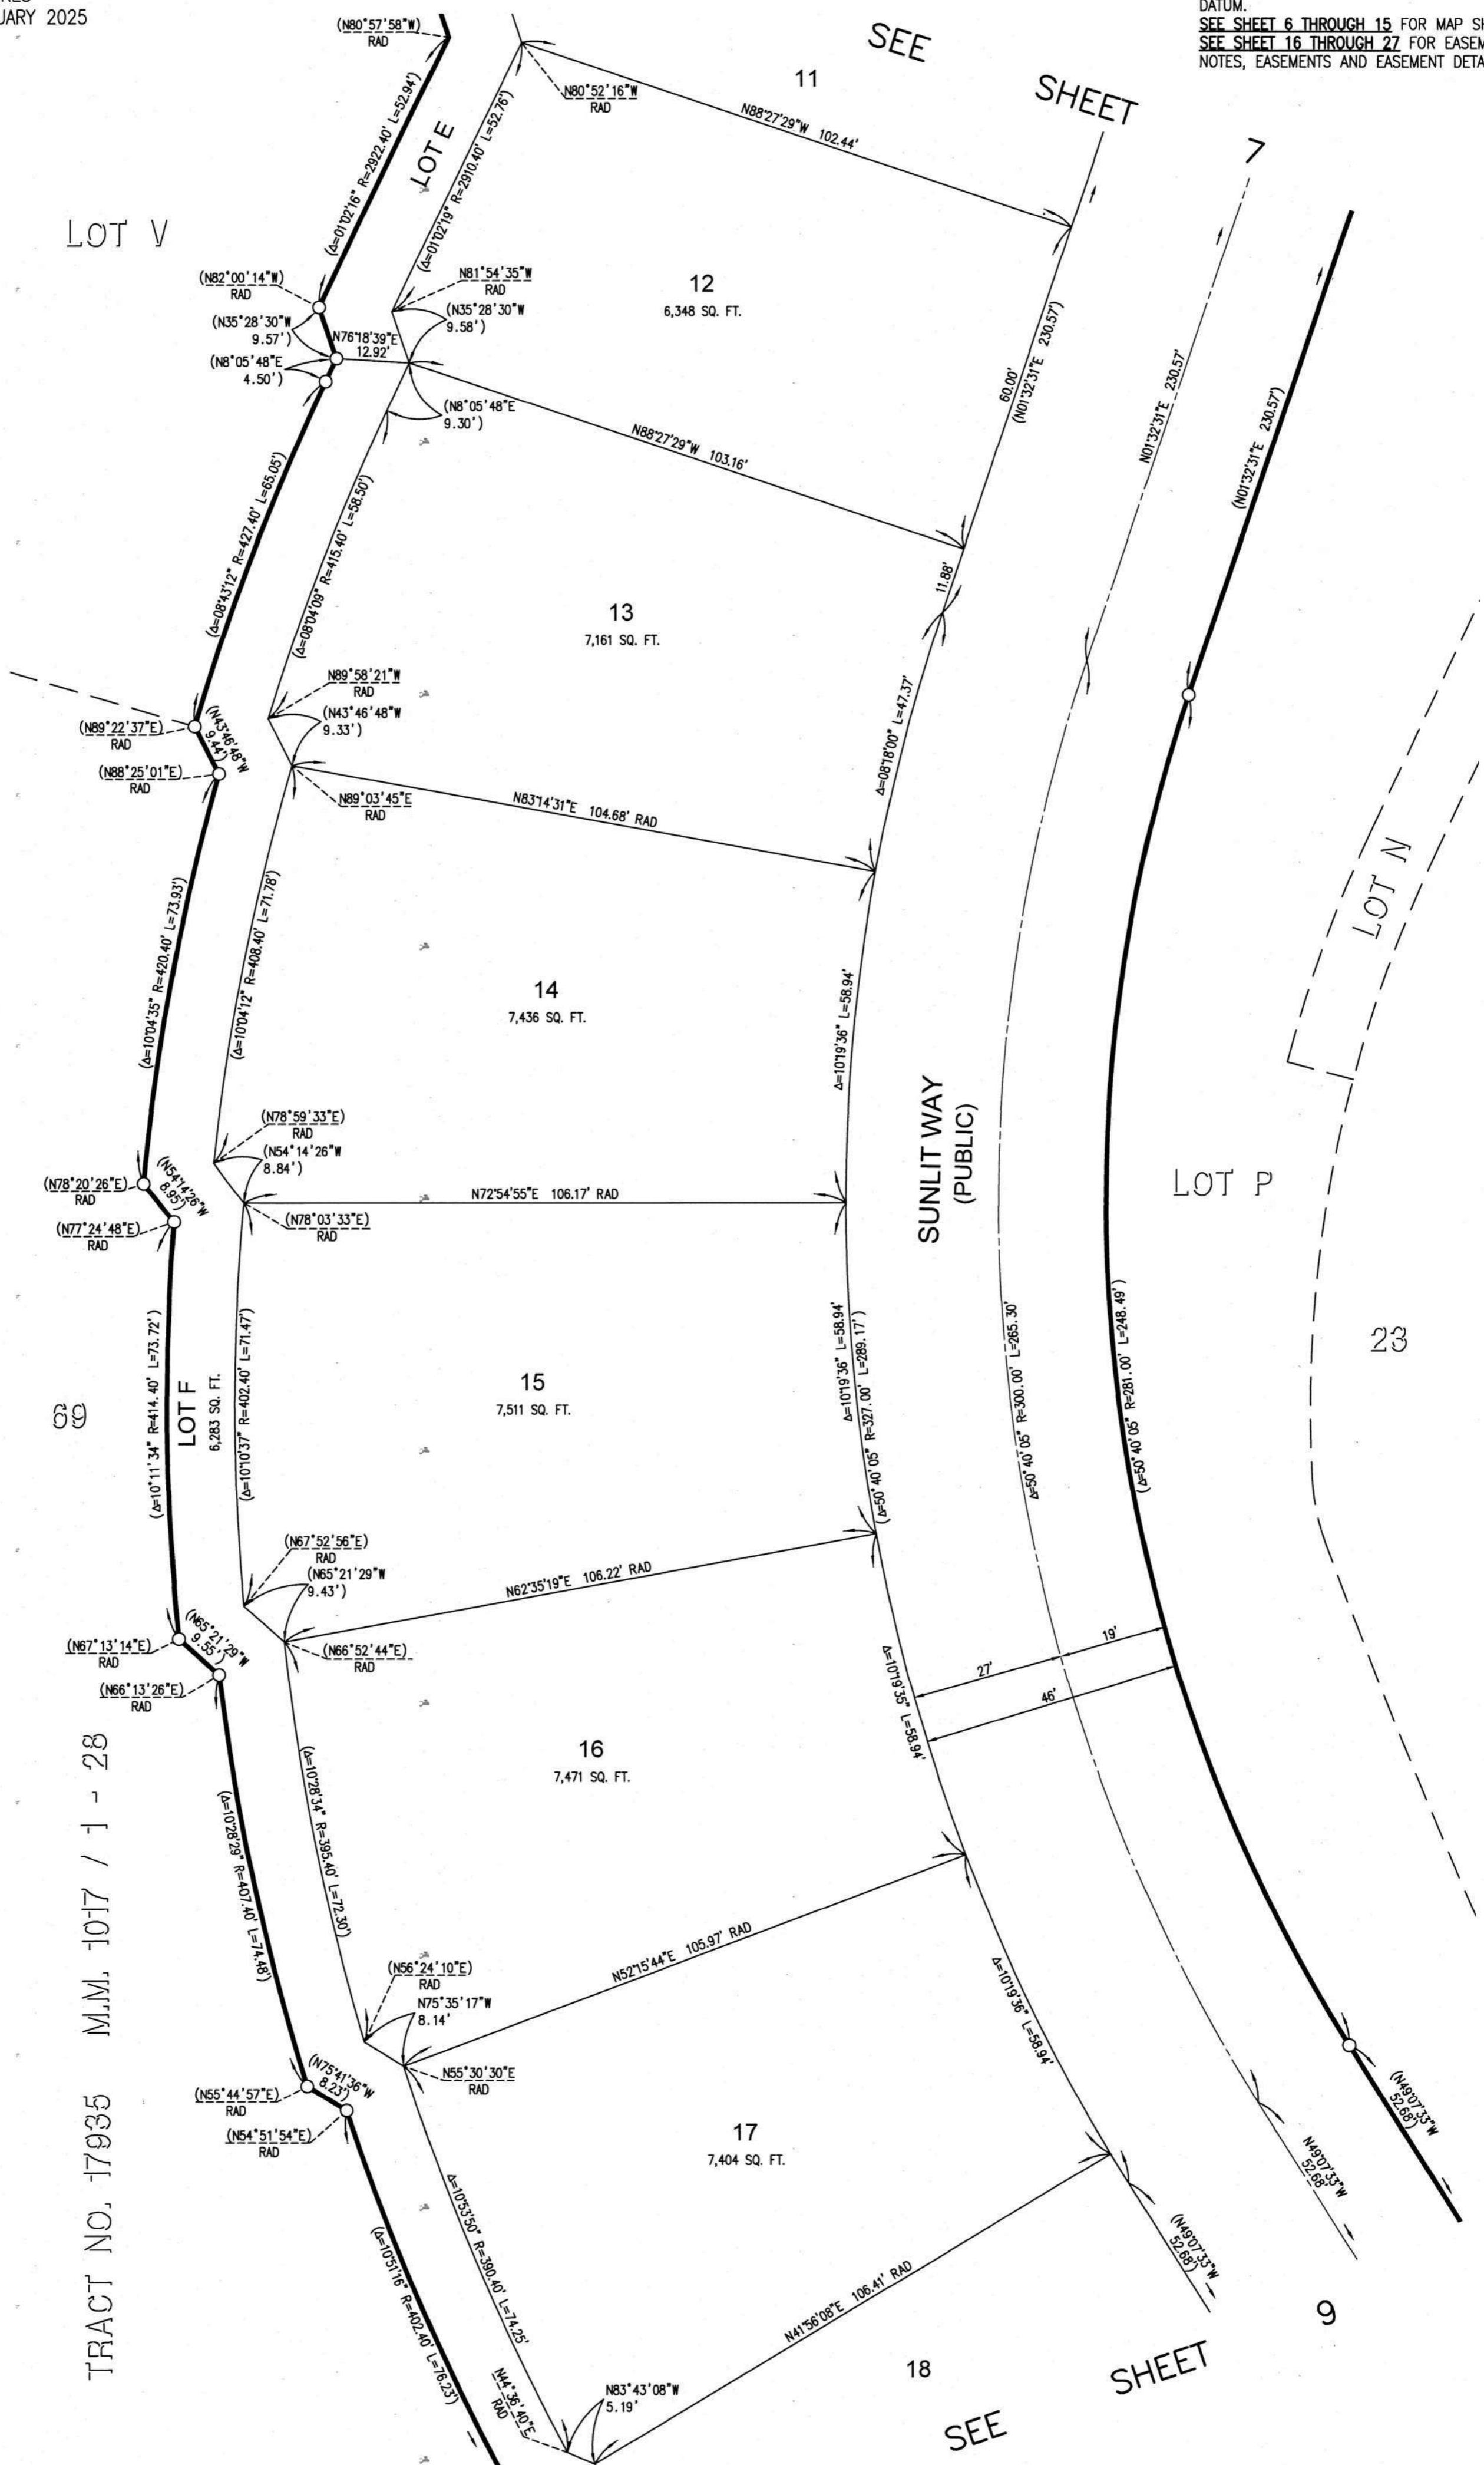 UARY 2025
DATUM.
SEE SHEET 6 THROUGH 15 FOR MAP SH
SEE SHEET 16 THROUGH 27 FOR EASEM
NOTES, EASEMENTS AND EASEMENT DETA
SEE
SHEET
7
11
(N80°57'58"W)
RAD
N80°52'16"W
RAD
N88°27'29"W 102.44'
(Δ=01°02'16" R=2922.40' L=52.94')
LOT E
(Δ=01°02'19" R=2910.40' L=52.76')
LOT V
(N82°00'14"W)
RAD
N81°54'35"W
RAD
(N35°28'30"W
9.57')
(N35°28'30"W
9.58')
N76°18'39"E
12.92'
(N8°05'48"E
4.50')
(N8°05'48"E
9.30')
12
6,348 SQ. FT.
60.00'
(N01°32'31"E 230.57')
N01°32'31"E 230.57'
(N01°32'31"E 230.57')
N88°27'29"W 103.16'
11.88'
(Δ=08°43'12" R=427.40' L=65.05')
(Δ=08°04'09" R=415.40' L=58.50')
13
7,161 SQ. FT.
N89°58'21"W
RAD
(N43°46'48"W
9.33')
(N89°22'37"E)
RAD
(N43°46'48"W
9.44')
(N88°25'01"E)
RAD
N89°03'45"E
RAD
N83°14'31"E 104.68' RAD
Δ=08°18'00" L=47.37'
(Δ=10°04'35" R=420.40' L=73.93')
(Δ=10°04'12" R=408.40' L=71.78')
14
7,436 SQ. FT.
Δ=10°19'36" L=58.94'
LOT N
(N78°59'33"E)
RAD
(N54°14'26"W
8.84')
(N78°20'26"E)
RAD
(N54°14'26"W
8.95')
(N77°24'48"E)
RAD
(N78°03'33"E)
RAD
N72°54'55"E 106.17' RAD
SUNLIT WAY
(PUBLIC)
LOT P
23
69
(Δ=10°11'34" R=414.40' L=73.72')
LOT F
6,283 SQ. FT.
(Δ=10°10'37" R=402.40' L=71.47')
15
7,511 SQ. FT.
Δ=10°19'36" L=58.94'
(Δ=50°40'05" R=327.00' L=289.17')
Δ=50°40'05" R=300.00' L=265.30'
(Δ=50°40'05" R=281.00' L=248.49')
(N67°52'56"E)
RAD
(N65°21'29"W
9.43')
(N67°13'14"E)
RAD
(N65°21'29"W
9.55')
(N66°13'26"E)
RAD
(N66°52'44"E)
RAD
N62°35'19"E 106.22' RAD
19'
27'
46'
Δ=10°19'35" L=58.94'
16
7,471 SQ. FT.
(Δ=10°28'29" R=407.40' L=74.48')
(Δ=10°28'34" R=395.40' L=72.30')
(N56°24'10"E)
RAD
N75°35'17"W
8.14'
(N55°44'57"E)
RAD
(N75°41'36"W
8.23')
(N54°51'54"E)
RAD
N55°30'30"E
RAD
N52°15'44"E 105.97' RAD
Δ=10°19'36" L=58.94'
17
7,404 SQ. FT.
(Δ=10°51'16" R=402.40' L=76.23')
Δ=10°53'50" R=390.40' L=74.25'
N44°36'40"E
RAD
N83°43'08"W
5.19'
N41°56'08"E 106.41' RAD
(N49°07'33"W
52.68')
N49°07'33"W
52.68'
(N49°07'33"W
52.68')
TRACT NO. 17935 M.M. 1017 / 1 - 28
18
SEE
SHEET
9